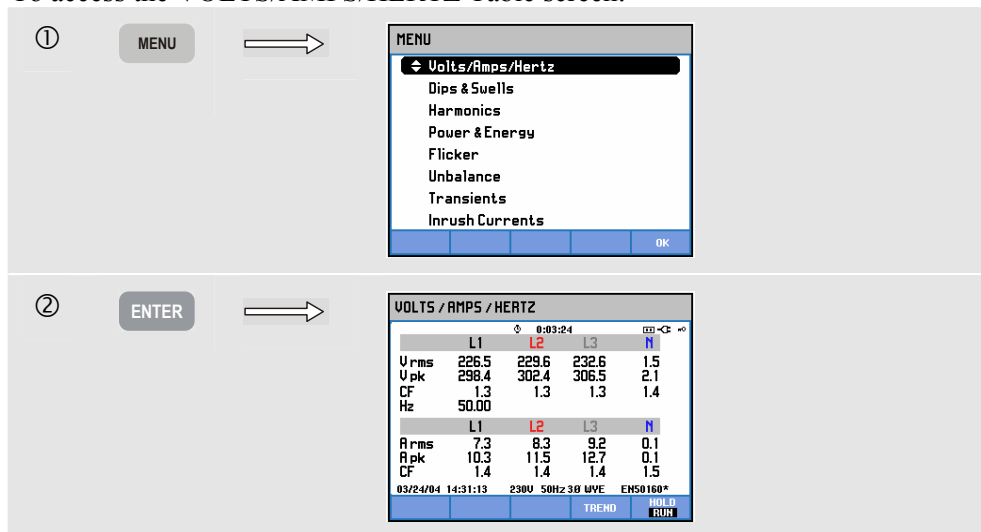 To access the VOLTS/AMPS/HERTZ Table screen:
① MENU
MENU
Volts/Amps/Hertz
Dips & Swells
Harmonics
Power & Energy
Flicker
Unbalance
Transients
Inrush Currents
OK
② ENTER
VOLTS / AMPS / HERTZ
0:03:24
L1 L2 L3 N
V rms 226.5 229.6 232.6 1.5
V pk 298.4 302.4 306.5 2.1
CF 1.3 1.3 1.3 1.4
Hz 50.00
L1 L2 L3 N
A rms 7.3 8.3 9.2 0.1
A pk 10.3 11.5 12.7 0.1
CF 1.4 1.4 1.4 1.5
03/24/04 14:31:13 230V 50Hz 3Ø WYE EN50160*
TREND HOLD
RUN